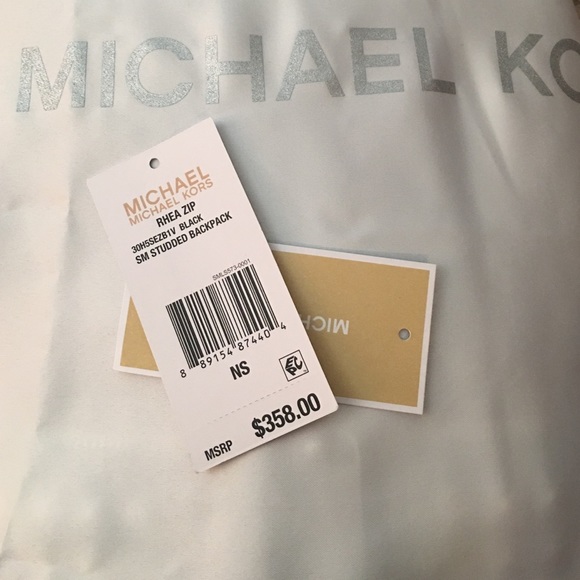 MICHAEL KO
MICHAEL
MICHAEL KORS
RHEA ZIP
30H5SEZB1V BLACK
SM STUDDED BACKPACK
SMLS573-0001
8 89154 87440 4
NS
MSRP $358.00
MICH